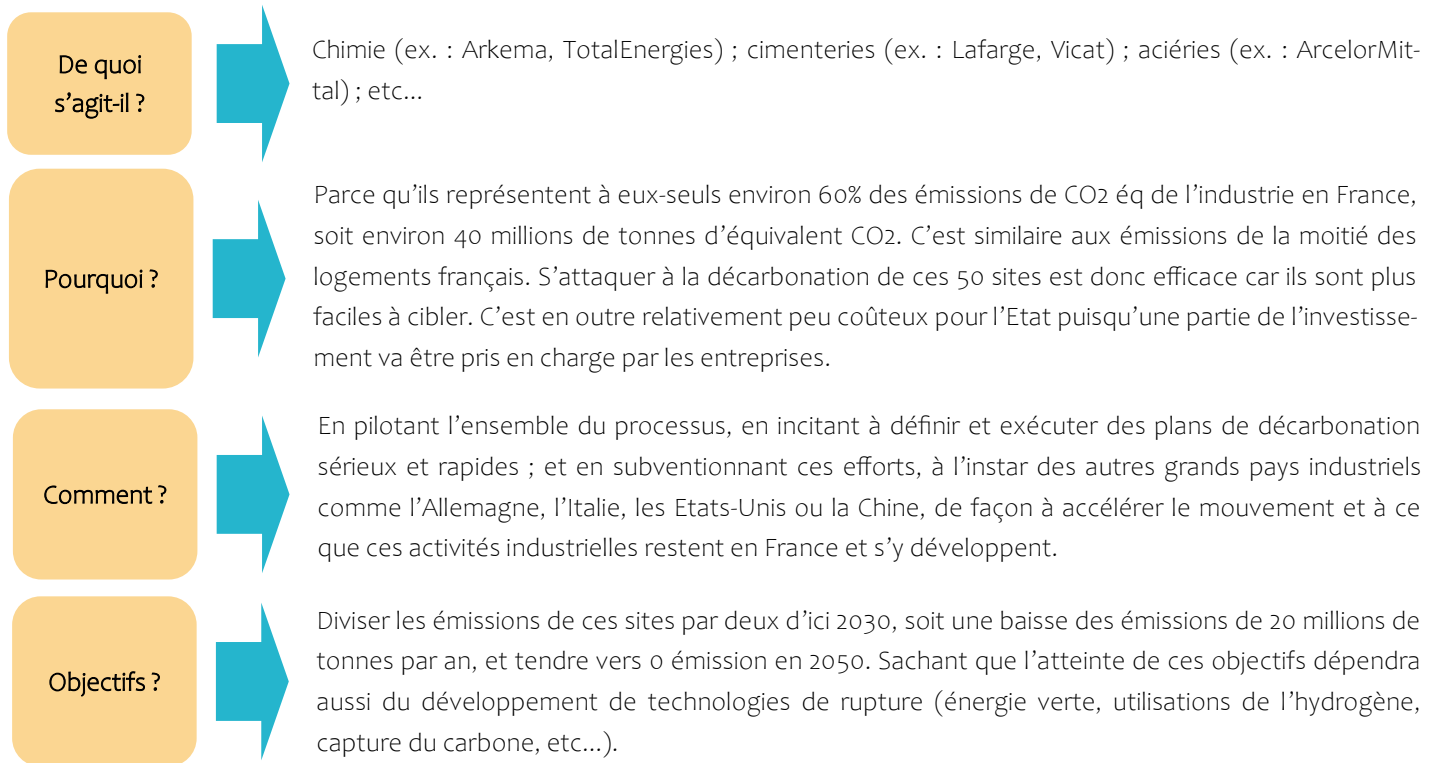 De quoi
s’agit-il ?
Chimie (ex. : Arkema, TotalEnergies) ; cimenteries (ex. : Lafarge, Vicat) ; aciéries (ex. : ArcelorMit-
tal) ; etc...
Pourquoi ?
Parce qu’ils représentent à eux-seuls environ 60% des émissions de CO2 éq de l’industrie en France,
soit environ 40 millions de tonnes d’équivalent CO2. C’est similaire aux émissions de la moitié des
logements français. S’attaquer à la décarbonation de ces 50 sites est donc efficace car ils sont plus
faciles à cibler. C’est en outre relativement peu coûteux pour l’Etat puisqu’une partie de l’investisse-
ment va être pris en charge par les entreprises.
Comment ?
En pilotant l’ensemble du processus, en incitant à définir et exécuter des plans de décarbonation
sérieux et rapides ; et en subventionnant ces efforts, à l’instar des autres grands pays industriels
comme l’Allemagne, l’Italie, les Etats-Unis ou la Chine, de façon à accélérer le mouvement et à ce
que ces activités industrielles restent en France et s’y développent.
Objectifs ?
Diviser les émissions de ces sites par deux d’ici 2030, soit une baisse des émissions de 20 millions de
tonnes par an, et tendre vers 0 émission en 2050. Sachant que l’atteinte de ces objectifs dépendra
aussi du développement de technologies de rupture (énergie verte, utilisations de l’hydrogène,
capture du carbone, etc...).